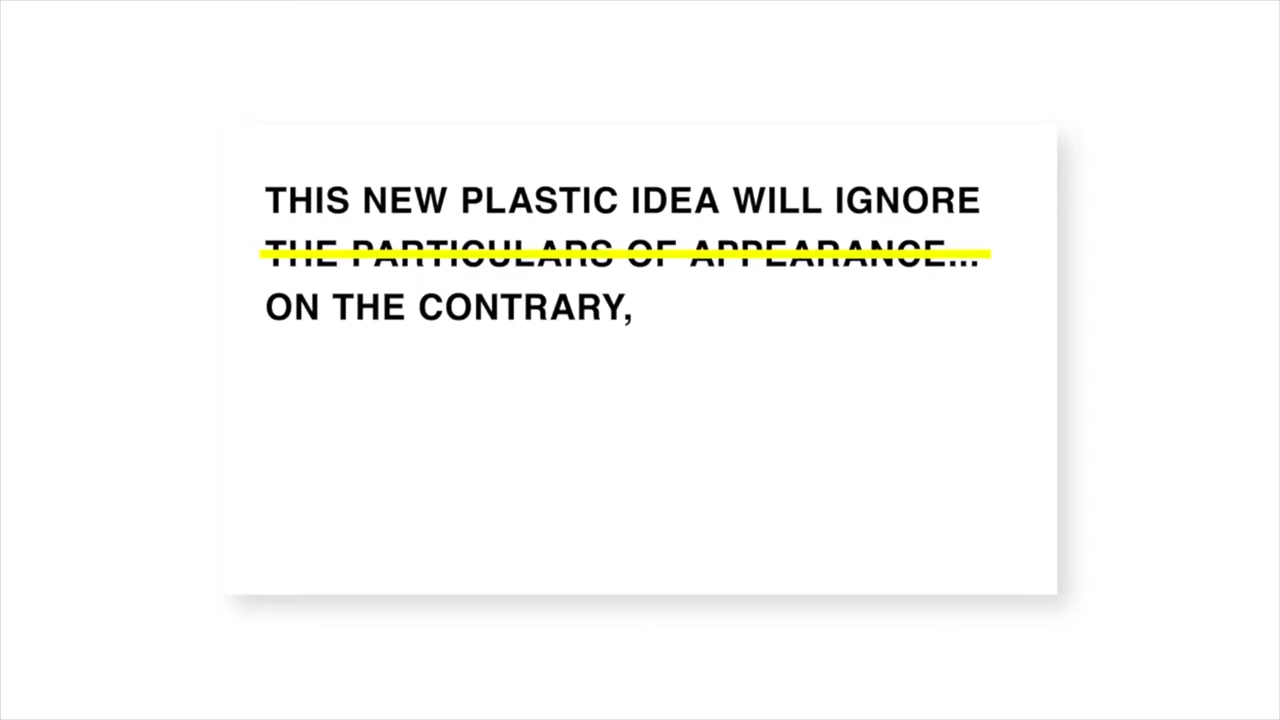 THIS NEW PLASTIC IDEA WILL IGNORE
THE PARTICULARS OF APPEARANCE...
ON THE CONTRARY,